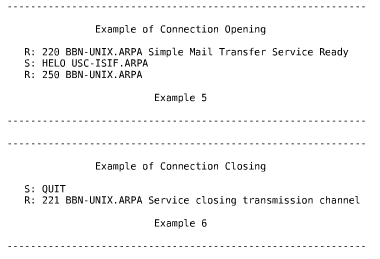 -------------------------------------------------------------
Example of Connection Opening
R: 220 BBN-UNIX.ARPA Simple Mail Transfer Service Ready
S: HELO USC-ISIF.ARPA
R: 250 BBN-UNIX.ARPA
Example 5
-------------------------------------------------------------
-------------------------------------------------------------
Example of Connection Closing
S: QUIT
R: 221 BBN-UNIX.ARPA Service closing transmission channel
Example 6
-------------------------------------------------------------